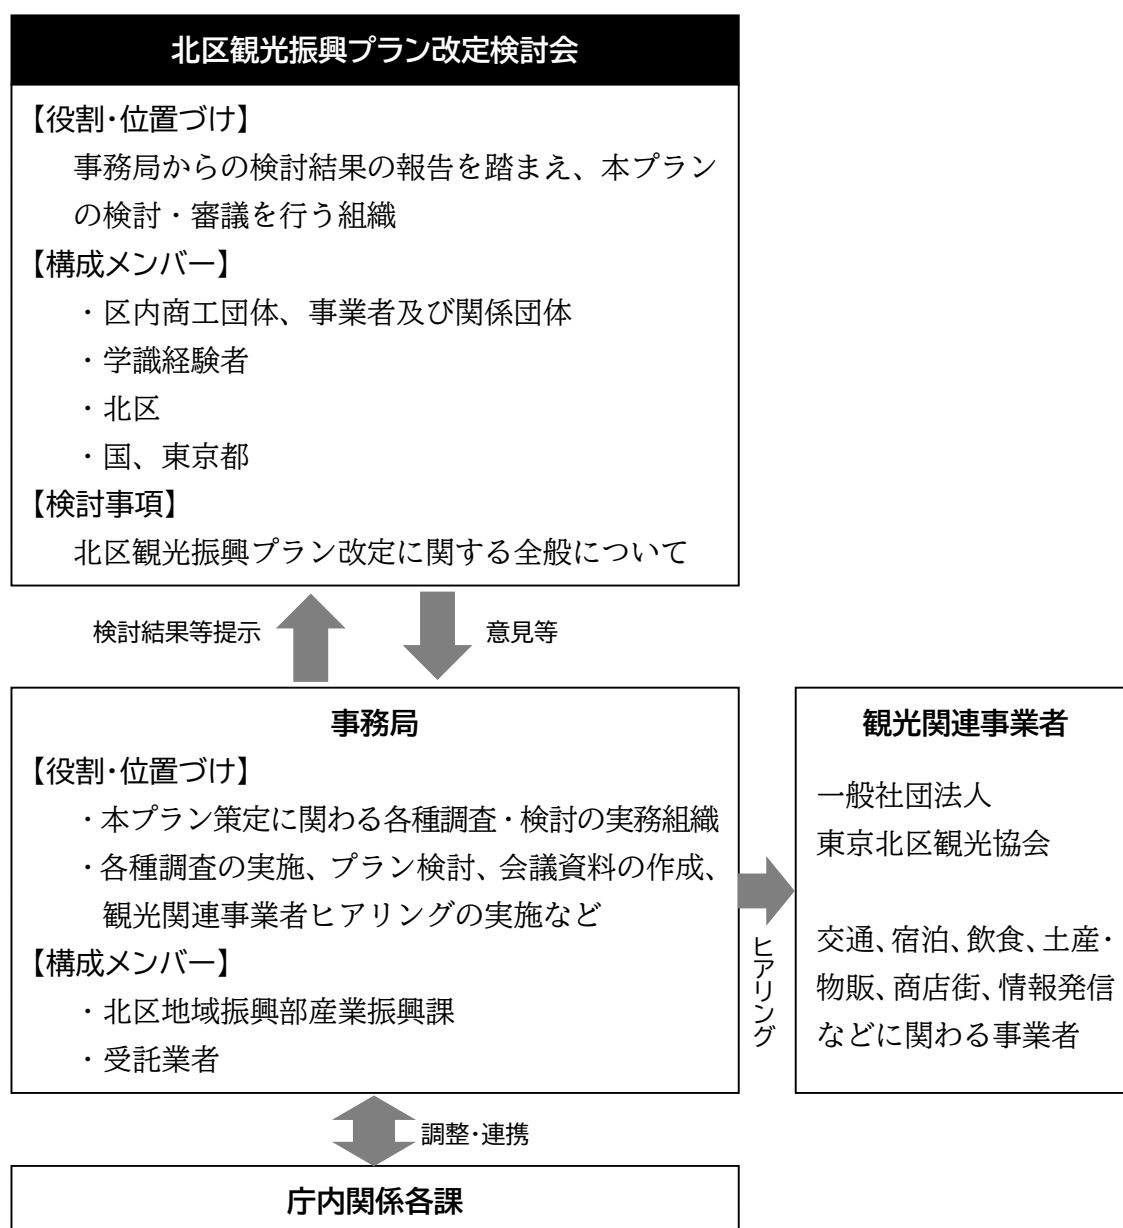 北区観光振興プラン改定検討会
【役割・位置づけ】
事務局からの検討結果の報告を踏まえ、本プラン
の検討・審議を行う組織
【構成メンバー】
・区内商工団体、事業者及び関係団体
・学識経験者
・北区
・国、東京都
【検討事項】
北区観光振興プラン改定に関する全般について
検討結果等提示
意見等
事務局
【役割・位置づけ】
・本プラン策定に関わる各種調査・検討の実務組織
・各種調査の実施、プラン検討、会議資料の作成、
観光関連事業者ヒアリングの実施など
【構成メンバー】
・北区地域振興部産業振興課
・受託業者
ヒアリング
観光関連事業者
一般社団法人
東京北区観光協会
交通、宿泊、飲食、土産・
物販、商店街、情報発信
などに関わる事業者
調整・連携
庁内関係各課